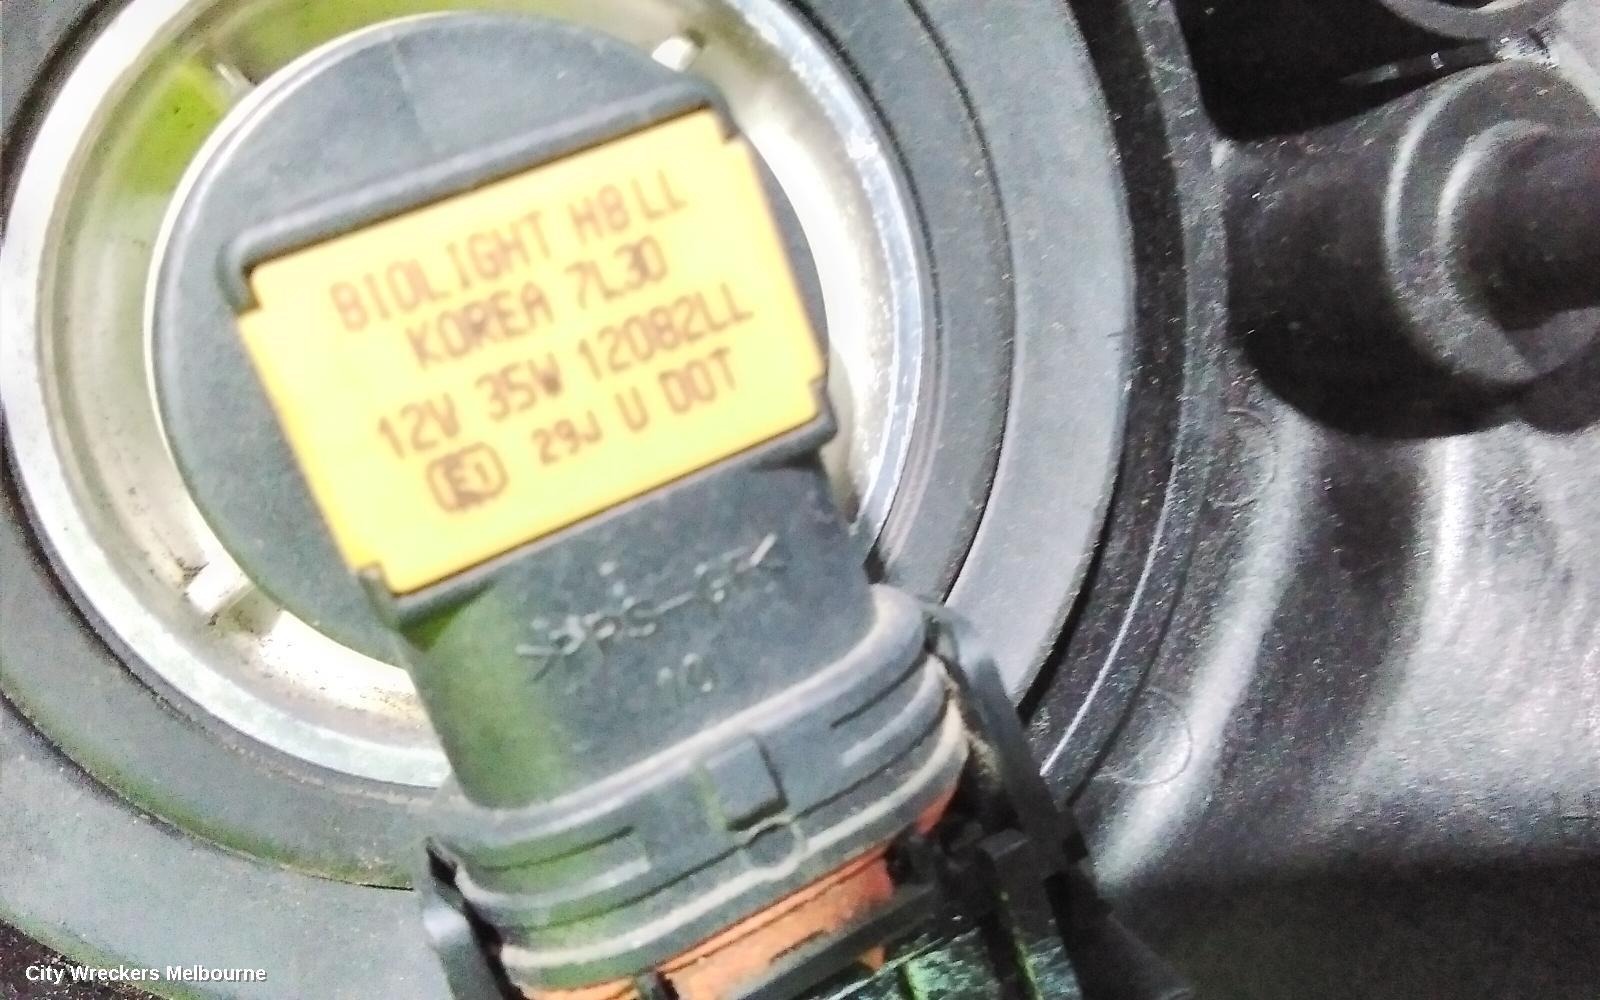 BIOLIGHT H8LL
KOREA 7L30
12V 35W 12082LL
E1 29J U DOT
City Wreckers Melbourne